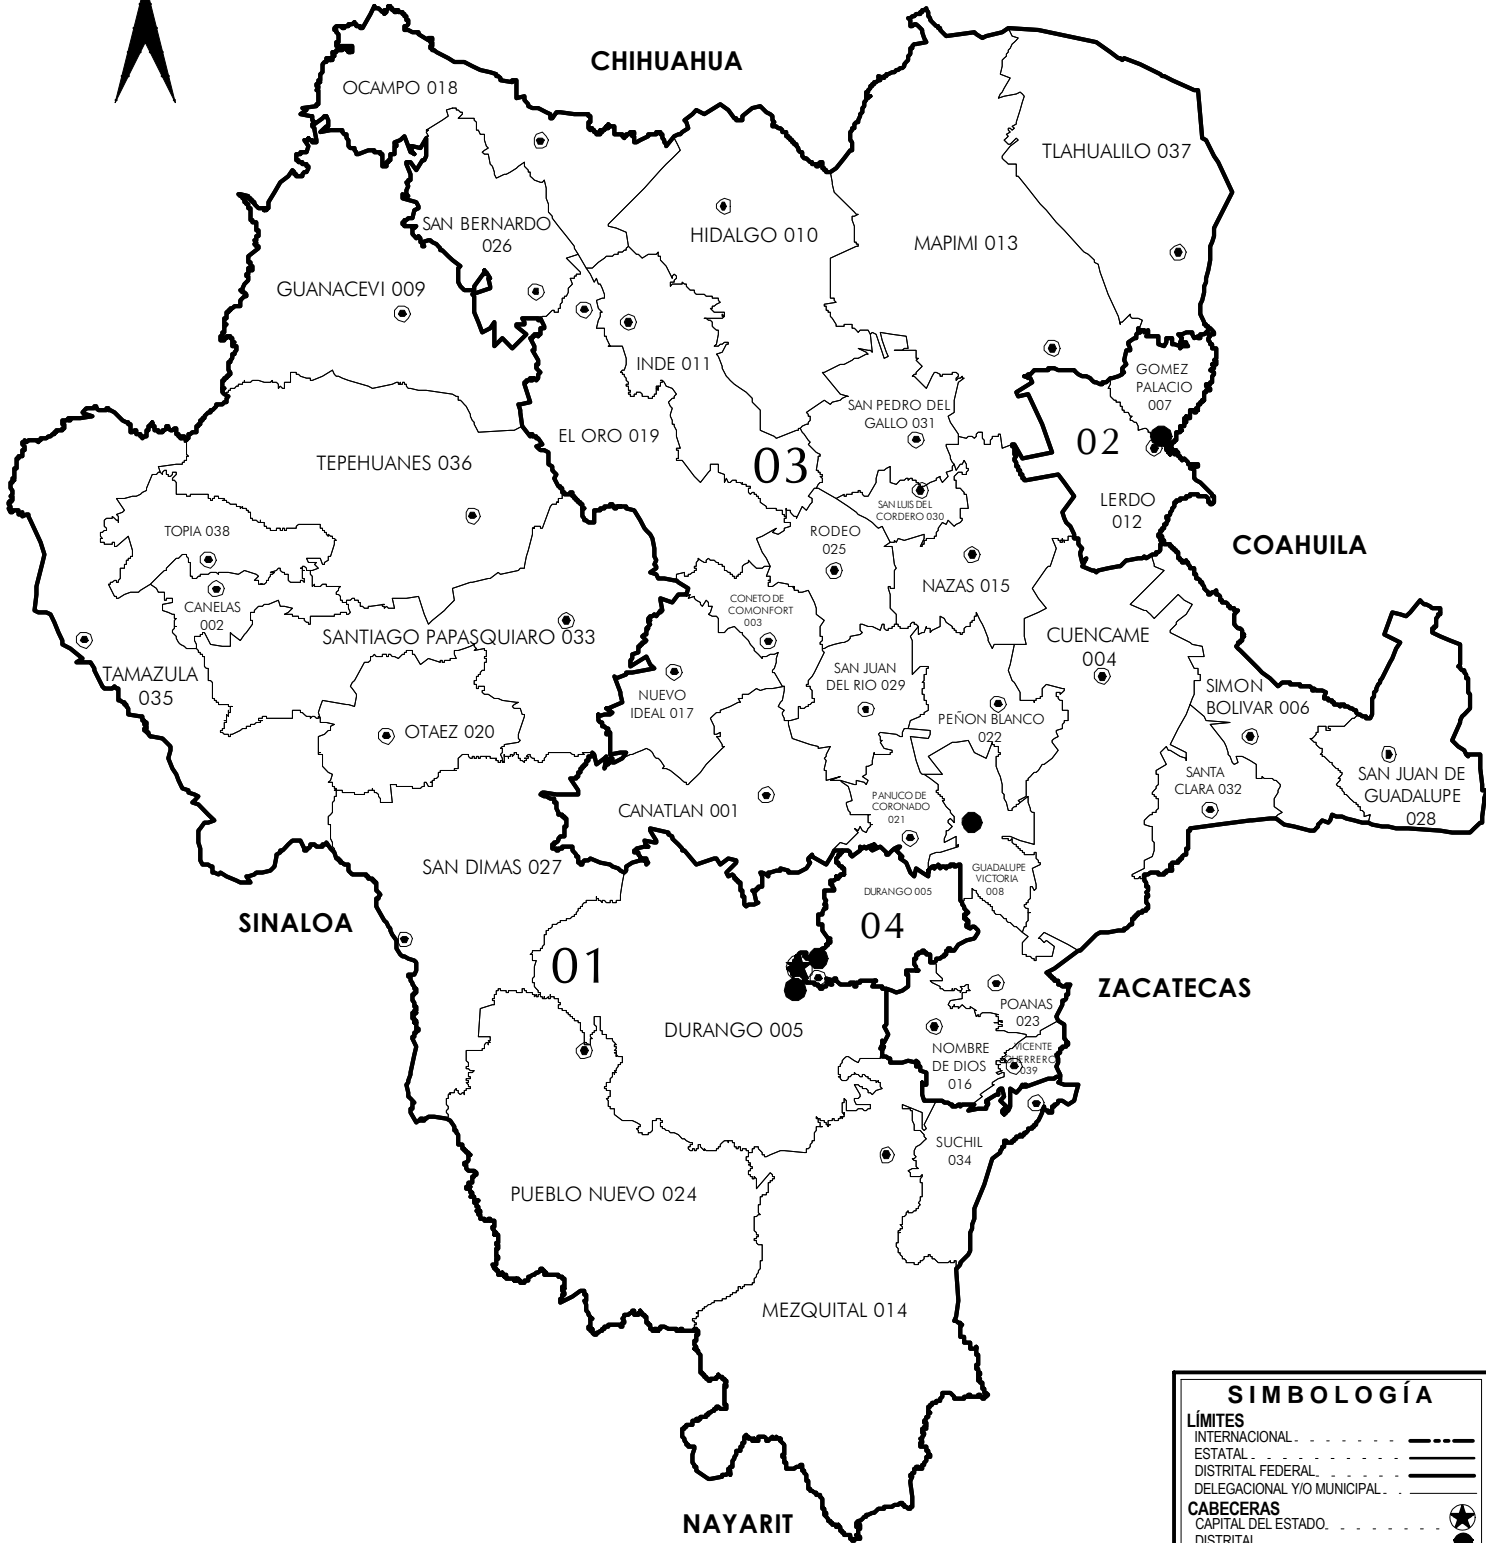 CHIHUAHUA
OCAMPO 018
TLAHUALILO 037
SAN BERNARDO
026
HIDALGO 010
MAPIMI 013
GUANACEVI 009
INDE 011
GOMEZ
PALACIO
007
SAN PEDRO DEL
GALLO 031
EL ORO 019
03
02
TEPEHUANES 036
SAN LUIS DEL
CORDERO 030
LERDO
012
TOPIA 038
RODEO
025
COAHUILA
NAZAS 015
CANELAS
002
CONETO DE
COMONFORT
003
SANTIAGO PAPASQUIARO 033
CUENCAME
004
TAMAZULA
035
SAN JUAN
DEL RIO 029
NUEVO
IDEAL 017
SIMON
BOLIVAR 006
OTAEZ 020
PEÑON BLANCO
022
SANTA
CLARA 032
SAN JUAN DE
GUADALUPE
028
CANATLAN 001
PANUCO DE
CORONADO
021
SAN DIMAS 027
GUADALUPE
VICTORIA
008
DURANGO 005
SINALOA
04
01
ZACATECAS
POANAS
023
DURANGO 005
NOMBRE
DE DIOS
016
VICENTE
GUERRERO
039
SUCHIL
034
PUEBLO NUEVO 024
MEZQUITAL 014
NAYARIT
SIMBOLOGÍA
LÍMITES
INTERNACIONAL
ESTATAL
DISTRITAL FEDERAL
DELEGACIONAL Y/O MUNICIPAL
CABECERAS
CAPITAL DEL ESTADO
DISTRITAL